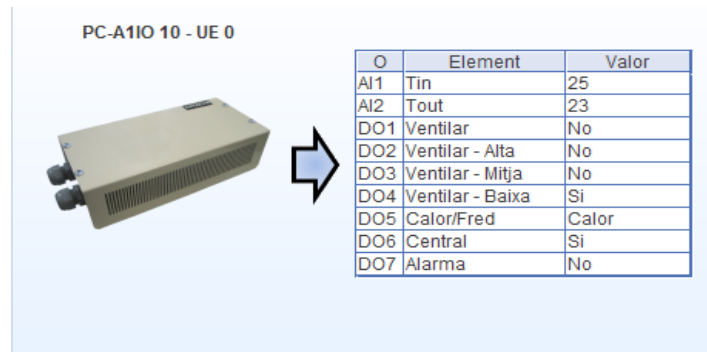 PC-A1IO 10 - UE 0
O Element Valor
AI1 Tin 25
AI2 Tout 23
DO1 Ventilar No
DO2 Ventilar - Alta No
DO3 Ventilar - Mitja No
DO4 Ventilar - Baixa Si
DO5 Calor/Fred Calor
DO6 Central Si
DO7 Alarma No